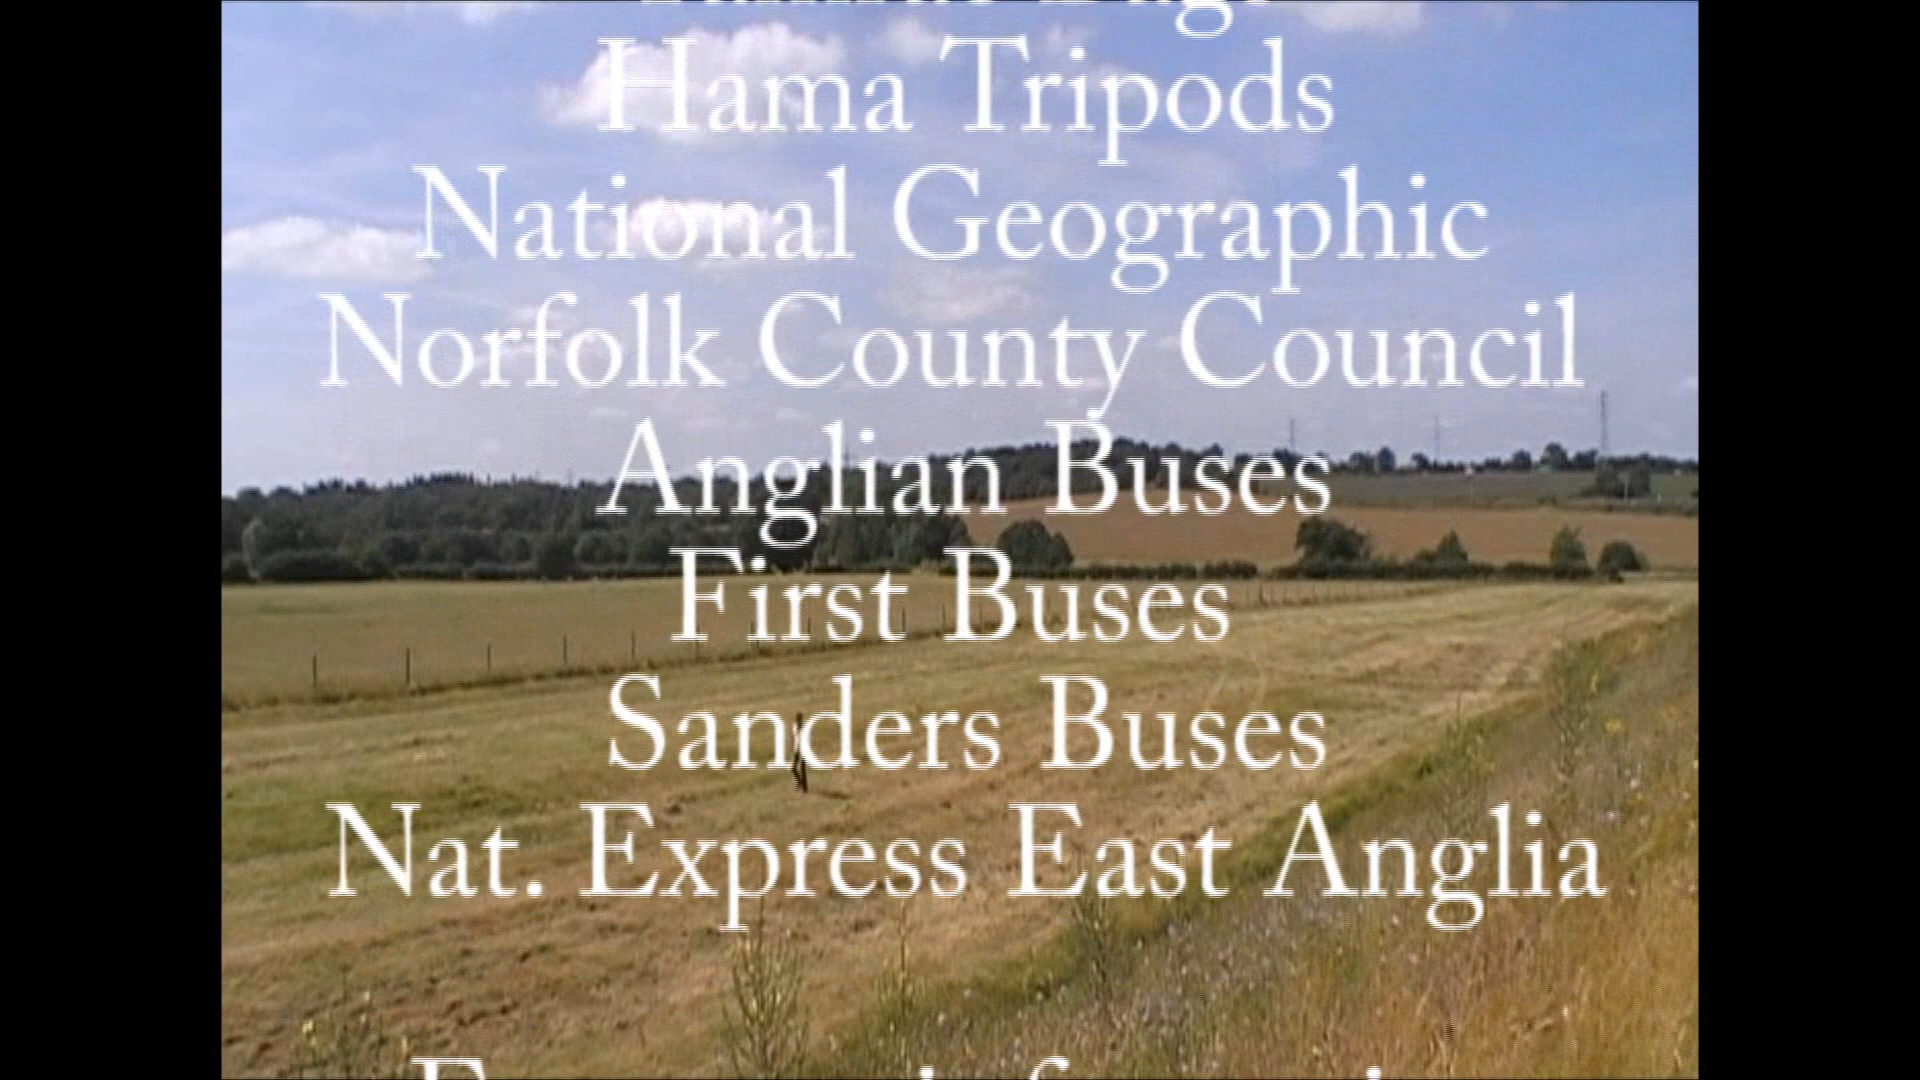 Hama Tripods
National Geographic
Norfolk County Council
Anglian Buses
First Buses
Sanders Buses
Nat. Express East Anglia